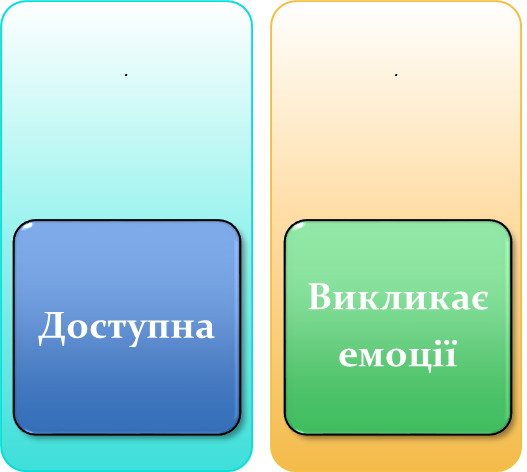 .
.
Доступна
Викликає
емоції